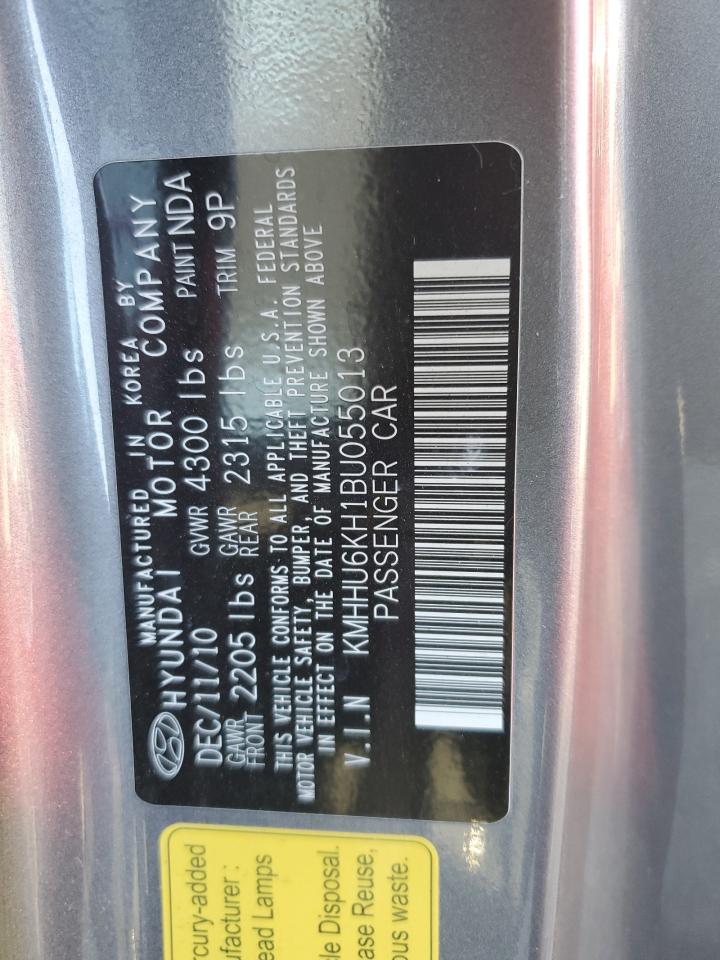 MANUFACTURED IN KOREA BY
HYUNDAI MOTOR COMPANY
DEC/11/10 GVWR 4300 lbs PAINT NDA
GAWR FRONT 2205 lbs GAWR REAR 2315 lbs TRIM 9P
THIS VEHICLE CONFORMS TO ALL APPLICABLE U.S.A. FEDERAL
MOTOR VEHICLE SAFETY, BUMPER, AND THEFT PREVENTION STANDARDS
IN EFFECT ON THE DATE OF MANUFACTURE SHOWN ABOVE
V.I.N KMHHU6KH1BU055013
PASSENGER CAR
rcury-added
ufacturer :
ead Lamps
le Disposal.
ase Reuse,
ous waste.